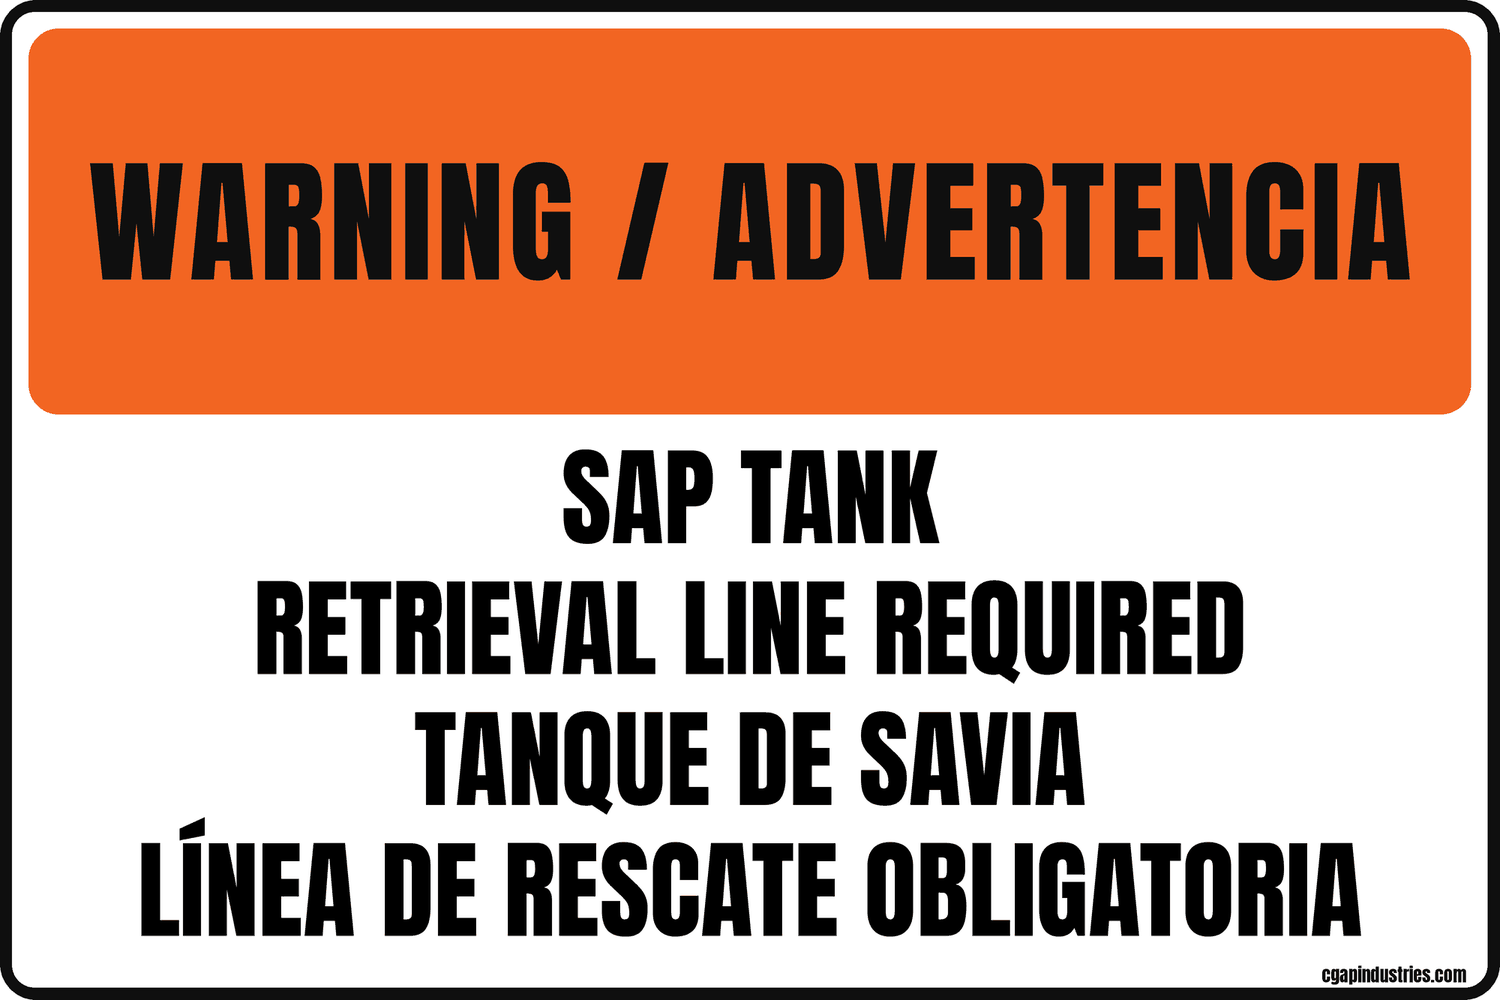 WARNING / ADVERTENCIA
SAP TANK
RETRIEVAL LINE REQUIRED
TANQUE DE SAVIA
LÍNEA DE RESCATE OBLIGATORIA
cgapindustries.com